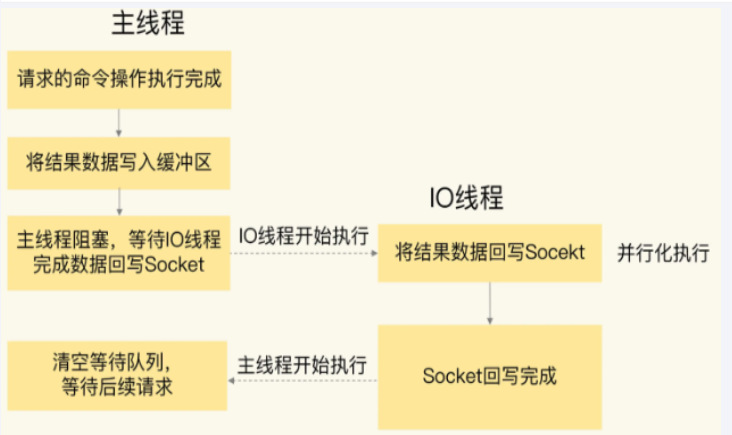 主线程
请求的命令操作执行完成
将结果数据写入缓冲区
主线程阻塞，等待IO线程
完成数据回写Socket
IO线程开始执行
IO线程
将结果数据回写Socekt
并行化执行
Socket回写完成
主线程开始执行
清空等待队列，
等待后续请求